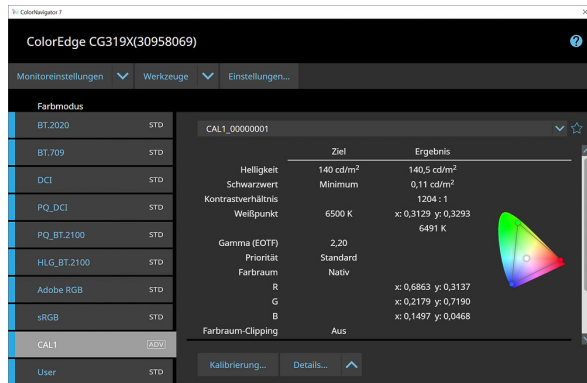 ColorNavigator 7
ColorEdge CG319X(30958069)
Monitoreinstellungen Werkzeuge Einstellungen...
Farbmodus
BT.2020 STD
BT.709 STD
DCI STD
PQ_DCI STD
PQ_BT.2100 STD
HLG_BT.2100 STD
Adobe RGB STD
sRGB STD
CAL1 ADV
User STD
CAL1_00000001
Ziel Ergebnis
Helligkeit 140 cd/m² 140,5 cd/m²
Schwarzwert Minimum 0,11 cd/m²
Kontrastverhältnis 1204 : 1
Weißpunkt 6500 K x: 0,3129 y: 0,3293
6491 K
Gamma (EOTF) 2,20
Priorität Standard
Farbraum Nativ
R x: 0,6863 y: 0,3137
G x: 0,2179 y: 0,7190
B x: 0,1497 y: 0,0468
Farbraum-Clipping Aus
Kalibrierung... Details...